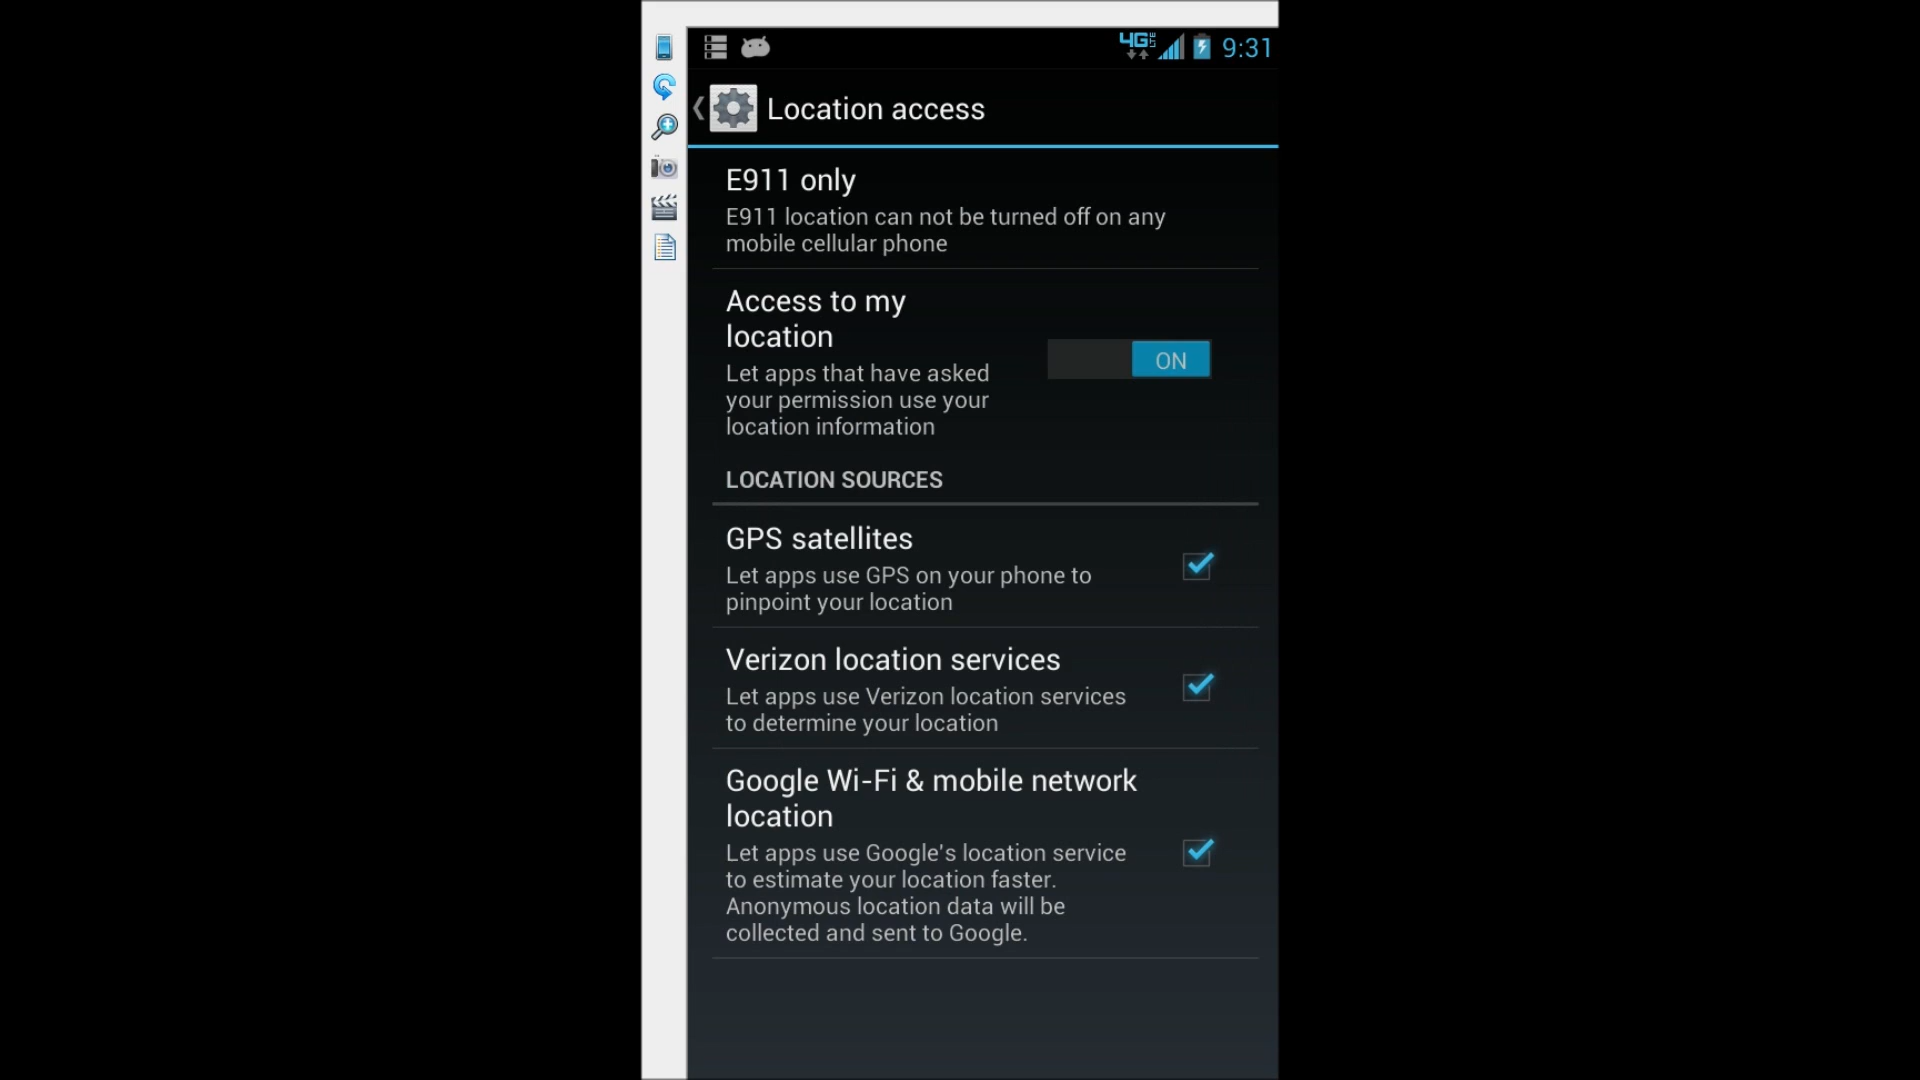 4G LTE 9:31
Location access
E911 only
E911 location can not be turned off on any
mobile cellular phone
Access to my
location
ON
Let apps that have asked
your permission use your
location information
LOCATION SOURCES
GPS satellites
Let apps use GPS on your phone to
pinpoint your location
Verizon location services
Let apps use Verizon location services
to determine your location
Google Wi-Fi & mobile network
location
Let apps use Google's location service
to estimate your location faster.
Anonymous location data will be
collected and sent to Google.